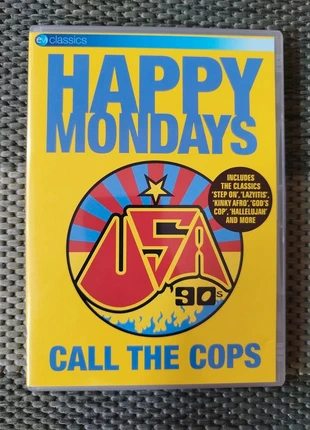 ev classics
HAPPY
MONDAYS
INCLUDES
THE CLASSICS
'STEP ON', 'LAZYITIS',
'KINKY AFRO', 'GOD'S
COP', 'HALLELUJAH'
AND MORE
USA
'90s
CALL THE COPS